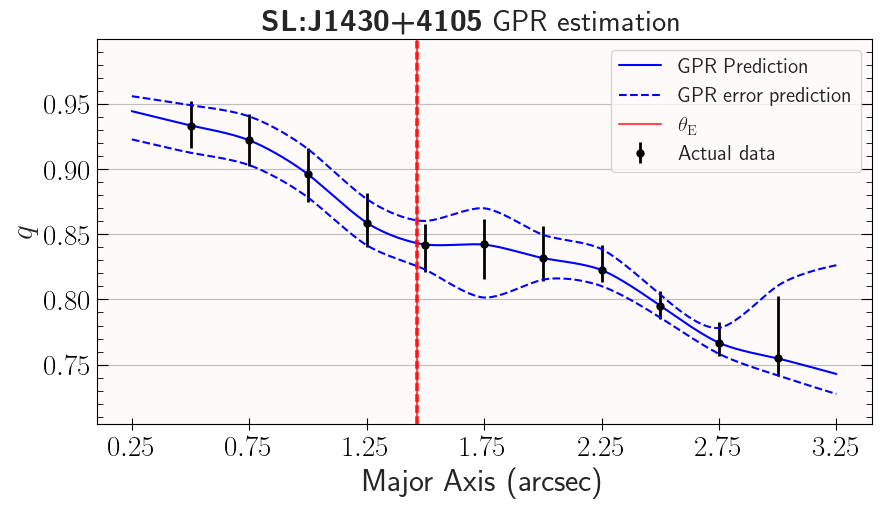 SL:J1430+4105 GPR estimation
GPR Prediction
GPR error prediction
θE
Actual data
q
0.95
0.90
0.85
0.80
0.75
0.25 0.75 1.25 1.75 2.25 2.75 3.25
Major Axis (arcsec)